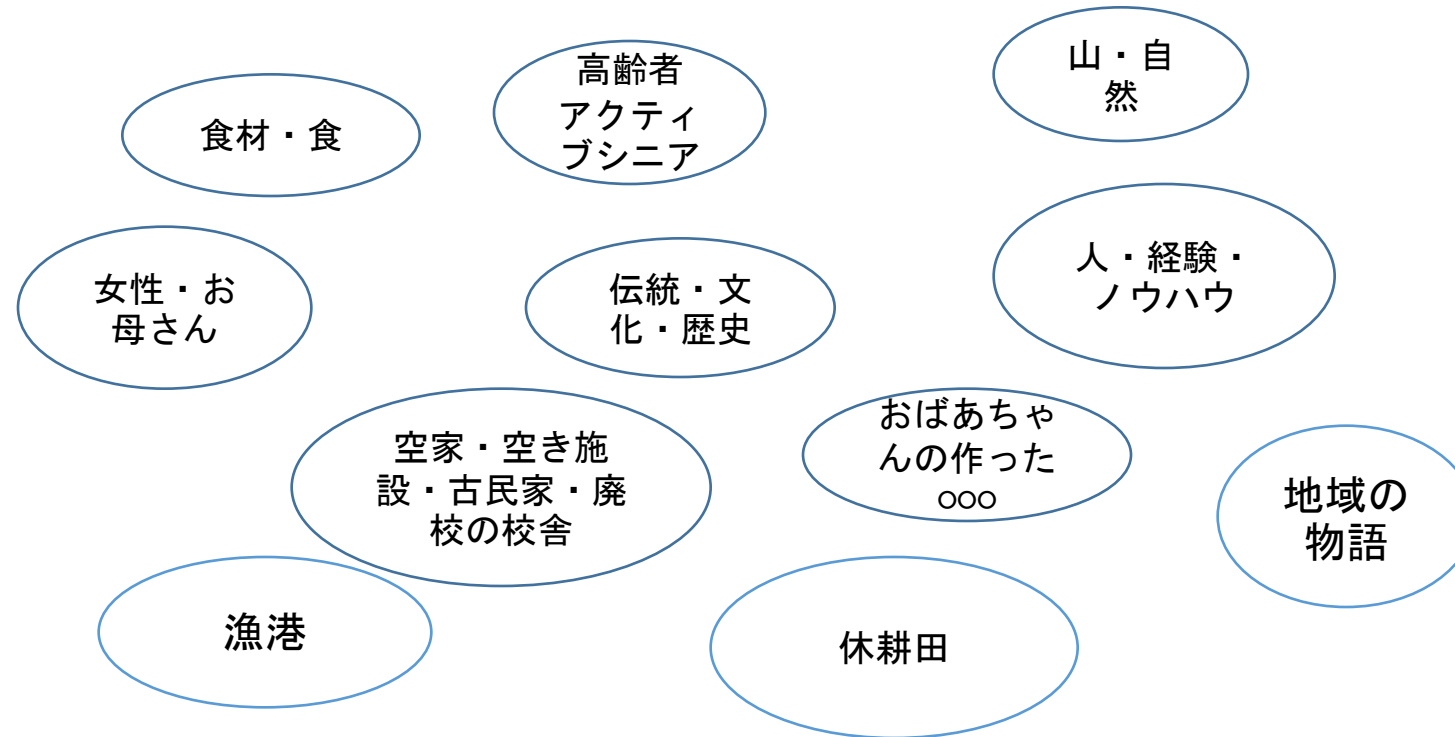 食材・食
高齢者
アクティ
ブシニア
山・自
然
女性・お
母さん
伝統・文
化・歴史
人・経験・
ノウハウ
空家・空き施
設・古民家・廃
校の校舎
おばあちゃ
んの作った
○○○
地域の
物語
漁港
休耕田